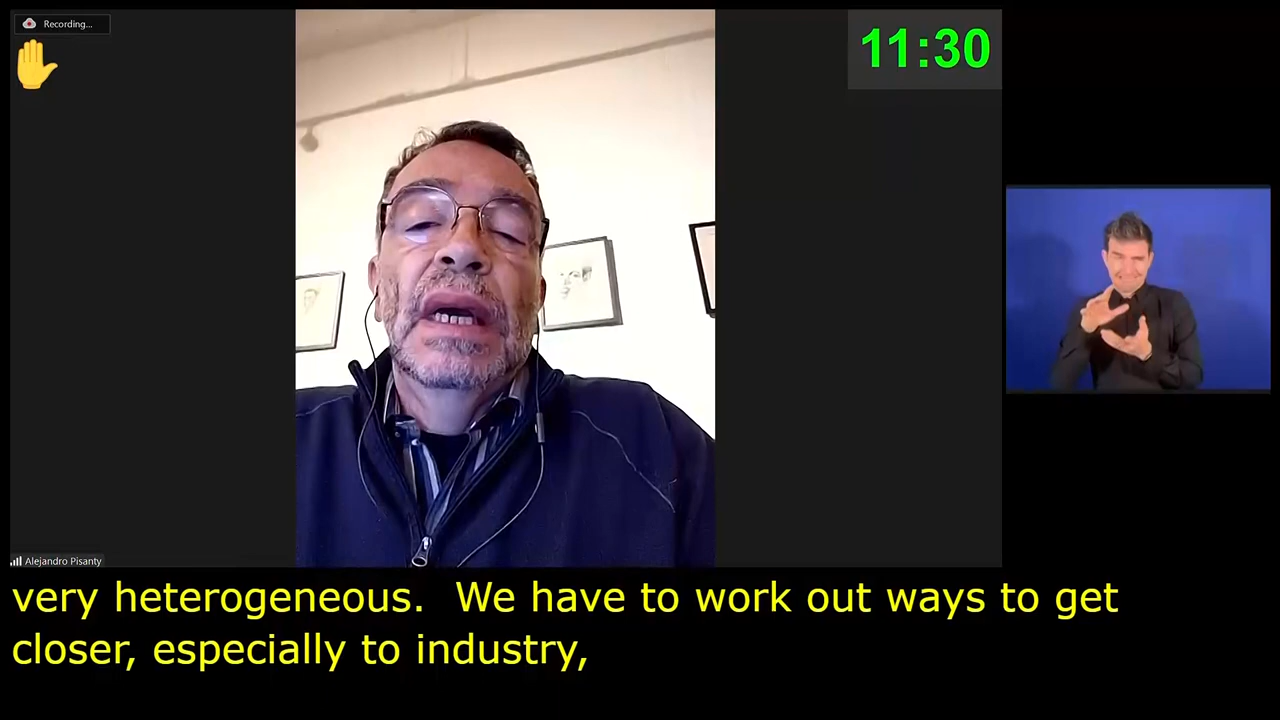 Recording...
11:30
Alejandro Pisanty
very heterogeneous.  We have to work out ways to get
closer, especially to industry,